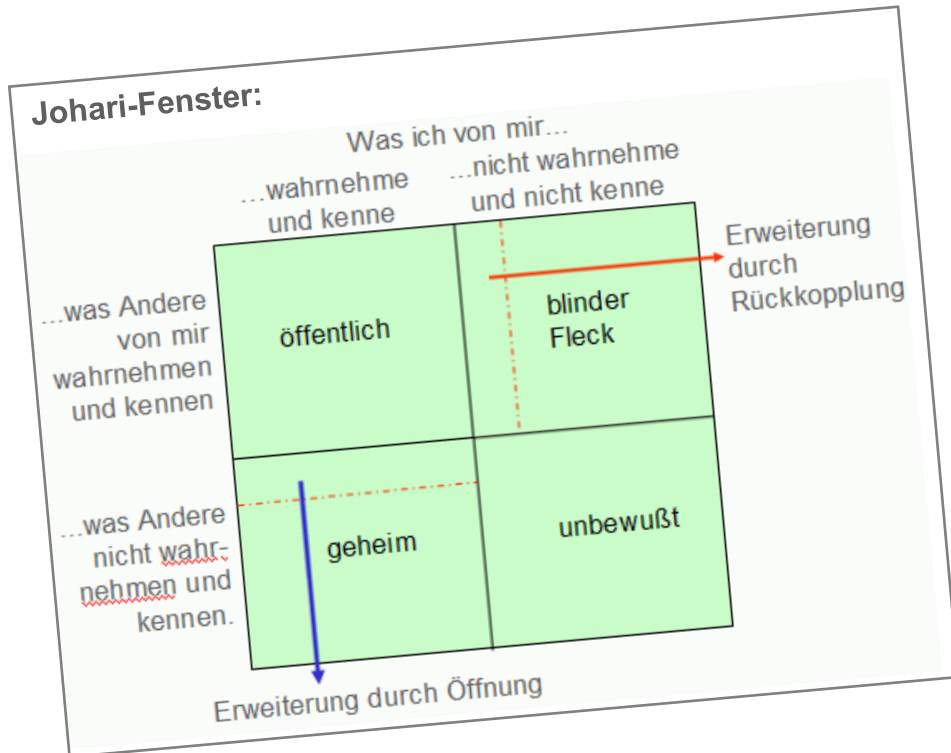 Johari-Fenster:
Was ich von mir...
...wahrnehme
und kenne
...nicht wahrnehme
und nicht kenne
...was Andere
von mir
wahrnehmen
und kennen
öffentlich
blinder
Fleck
Erweiterung
durch
Rückkopplung
...was Andere
nicht wahr-
nehmen und
kennen.
geheim
unbewußt
Erweiterung durch Öffnung